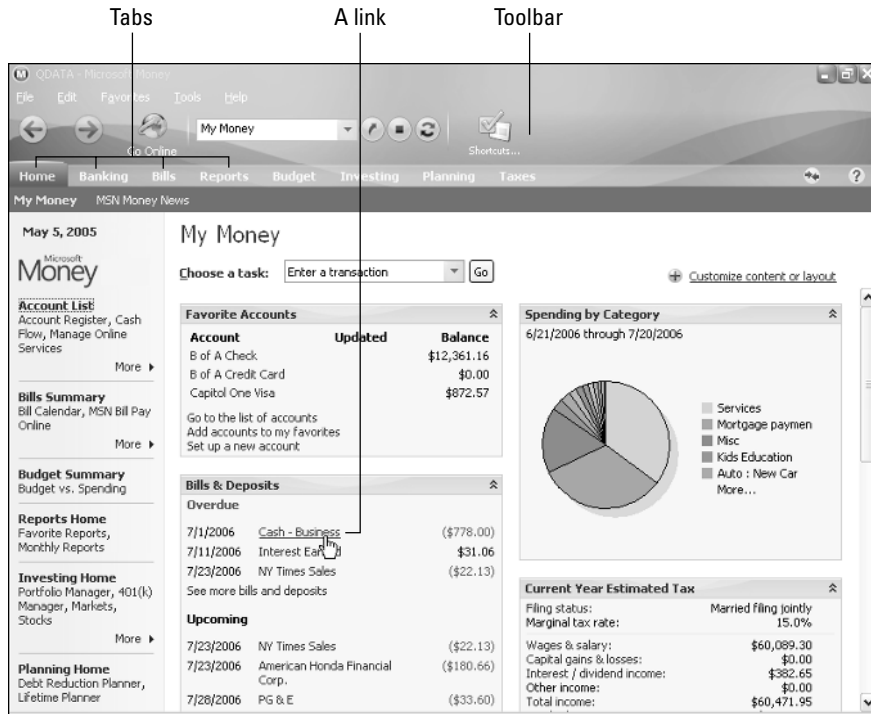 Tabs A link Toolbar
QDATA - Microsoft Money
File Edit Favorites Tools Help
My Money
Go Online Shortcuts...
Home Banking Bills Reports Budget Investing Planning Taxes
My Money MSN Money News
May 5, 2005
Microsoft
Money
Account List
Account Register, Cash
Flow, Manage Online
Services
More
Bills Summary
Bill Calendar, MSN Bill Pay
Online
More
Budget Summary
Budget vs. Spending
Reports Home
Favorite Reports,
Monthly Reports
Investing Home
Portfolio Manager, 401(k)
Manager, Markets,
Stocks
More
Planning Home
Debt Reduction Planner,
Lifetime Planner
My Money
Choose a task: Enter a transaction Go
Customize content or layout
Favorite Accounts
Account Updated Balance
B of A Check $12,361.16
B of A Credit Card $0.00
Capitol One Visa $872.57
Go to the list of accounts
Add accounts to my favorites
Set up a new account
Bills & Deposits
Overdue
7/1/2006 Cash - Business ($778.00)
7/11/2006 Interest $31.06
7/23/2006 NY Times Sales ($22.13)
See more bills and deposits
Upcoming
7/23/2006 NY Times Sales ($22.13)
7/23/2006 American Honda Financial ($180.66)
Corp.
7/28/2006 PG & E ($33.60)
Spending by Category
6/21/2006 through 7/20/2006
Services
Mortgage paymen
Misc
Kids Education
Auto : New Car
More...
Current Year Estimated Tax
Filing status: Married filing jointly
Marginal tax rate: 15.0%
Wages & salary: $60,089.30
Capital gains & losses: $0.00
Interest / dividend income: $382.65
Other income: $0.00
Total income: $60,471.95